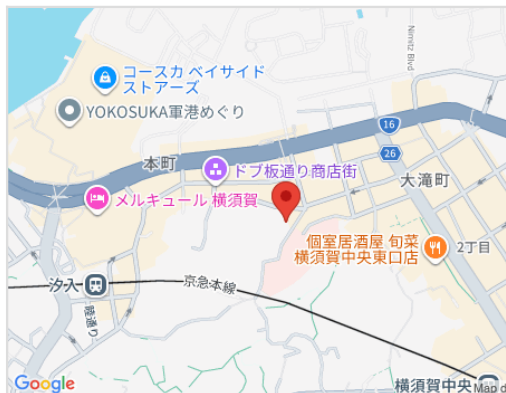 Nimitz Blvd
コースカ ベイサイド
ストアーズ
YOKOSUKA軍港めぐり
16
本町
26
ドブ板通り商店街
大滝町
メルキュール 横須賀
個室居酒屋 旬菜
横須賀中央東口店
2丁目
汐入
京急本線
睦通り
Google
横須賀中央
Map d